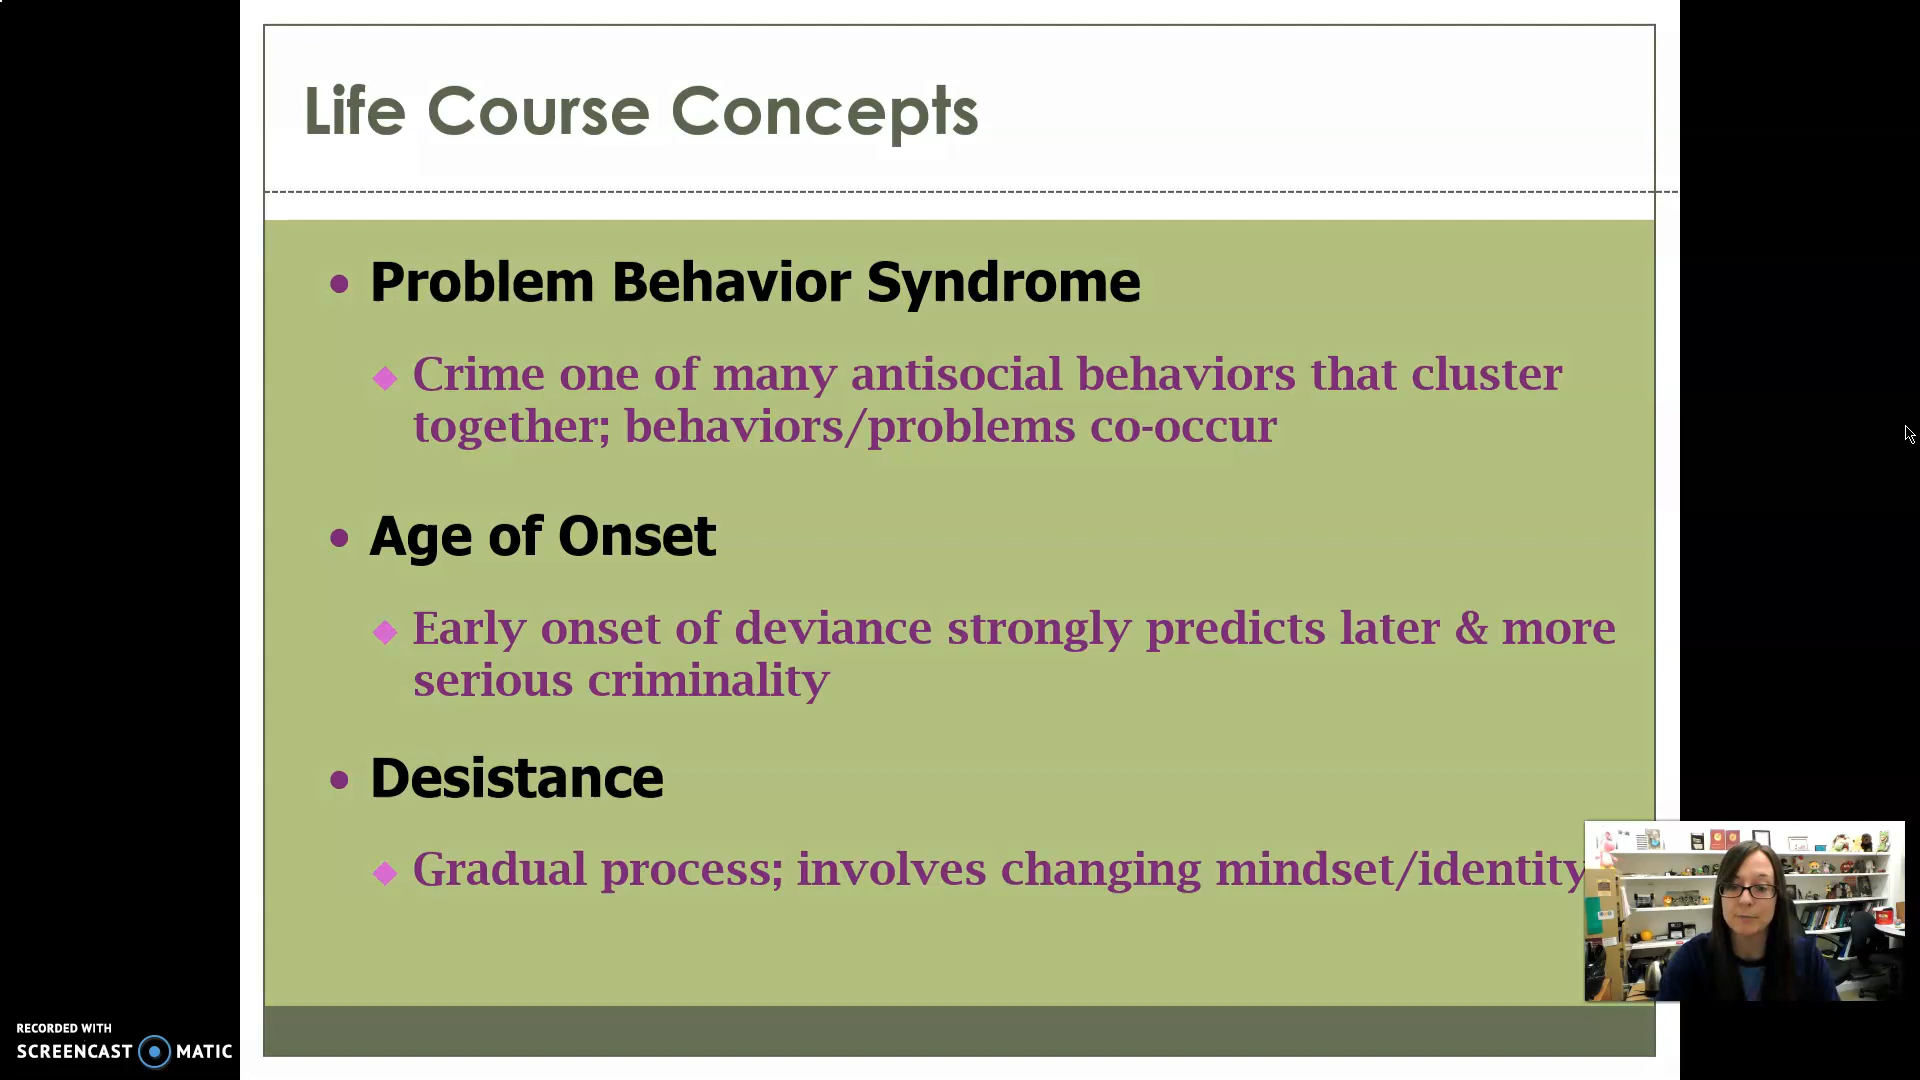 Life Course Concepts
Problem Behavior Syndrome
Crime one of many antisocial behaviors that cluster
together; behaviors/problems co-occur
Age of Onset
Early onset of deviance strongly predicts later & more
serious criminality
Desistance
Gradual process; involves changing mindset/identity
RECORDED WITH
SCREENCAST MATIC